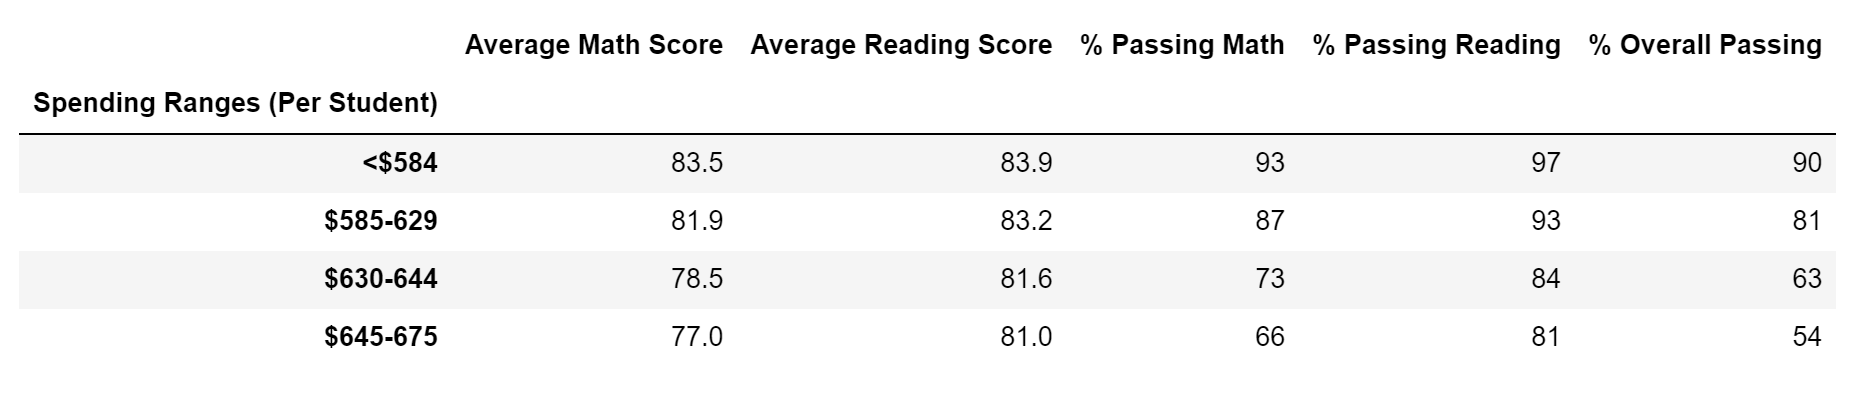 Average Math Score Average Reading Score % Passing Math % Passing Reading % Overall Passing
Spending Ranges (Per Student)
<$584 83.5 83.9 93 97 90
$585-629 81.9 83.2 87 93 81
$630-644 78.5 81.6 73 84 63
$645-675 77.0 81.0 66 81 54